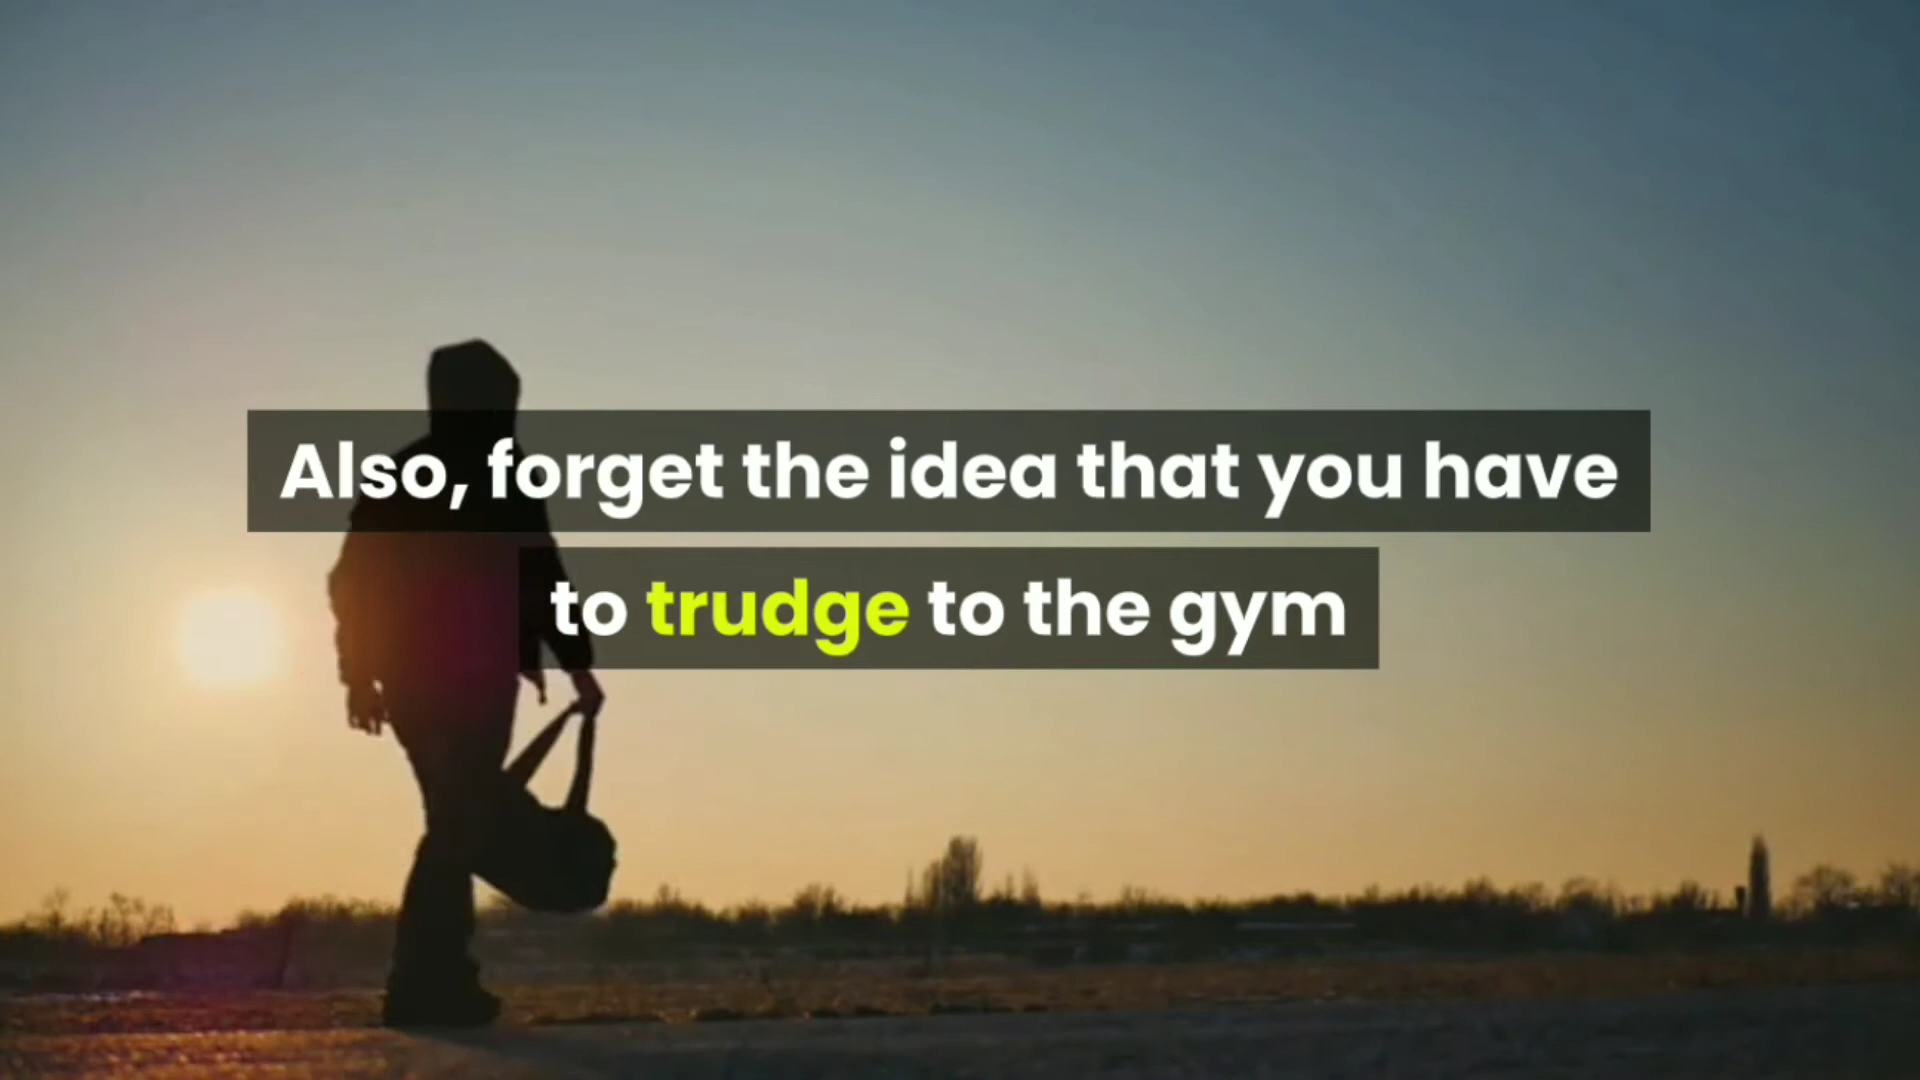 Also, forget the idea that you have
to trudge to the gym